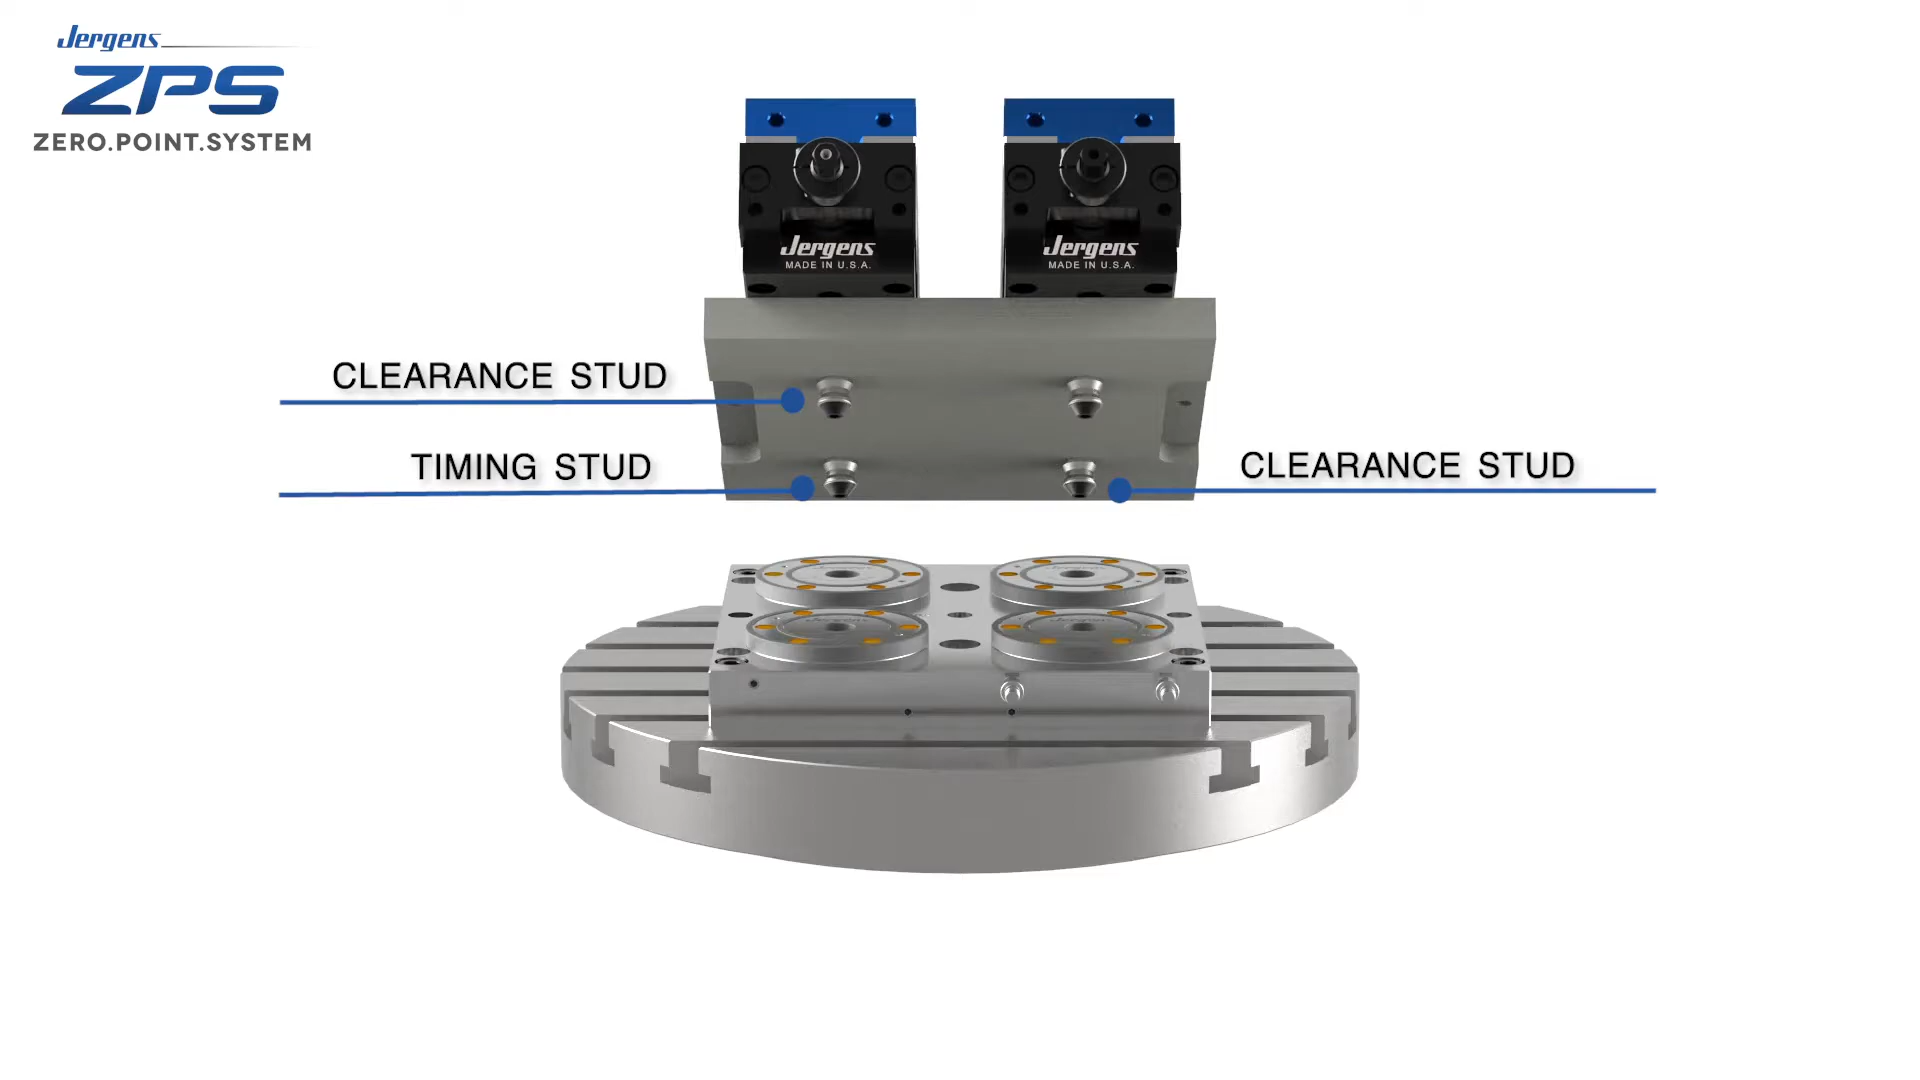 Jergens
ZPS
ZERO.POINT.SYSTEM
Jergens
MADE IN U.S.A.
Jergens
MADE IN U.S.A.
CLEARANCE STUD
TIMING STUD
CLEARANCE STUD